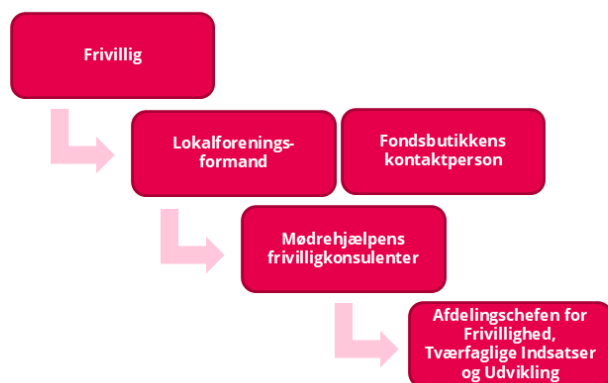 Frivillig
Lokalforenings-
formand
Fondsbutikkens
kontaktperson
Mødrehjælpens
frivilligkonsulenter
Afdelingschefen for
Frivillighed,
Tværfaglige Indsatser
og Udvikling